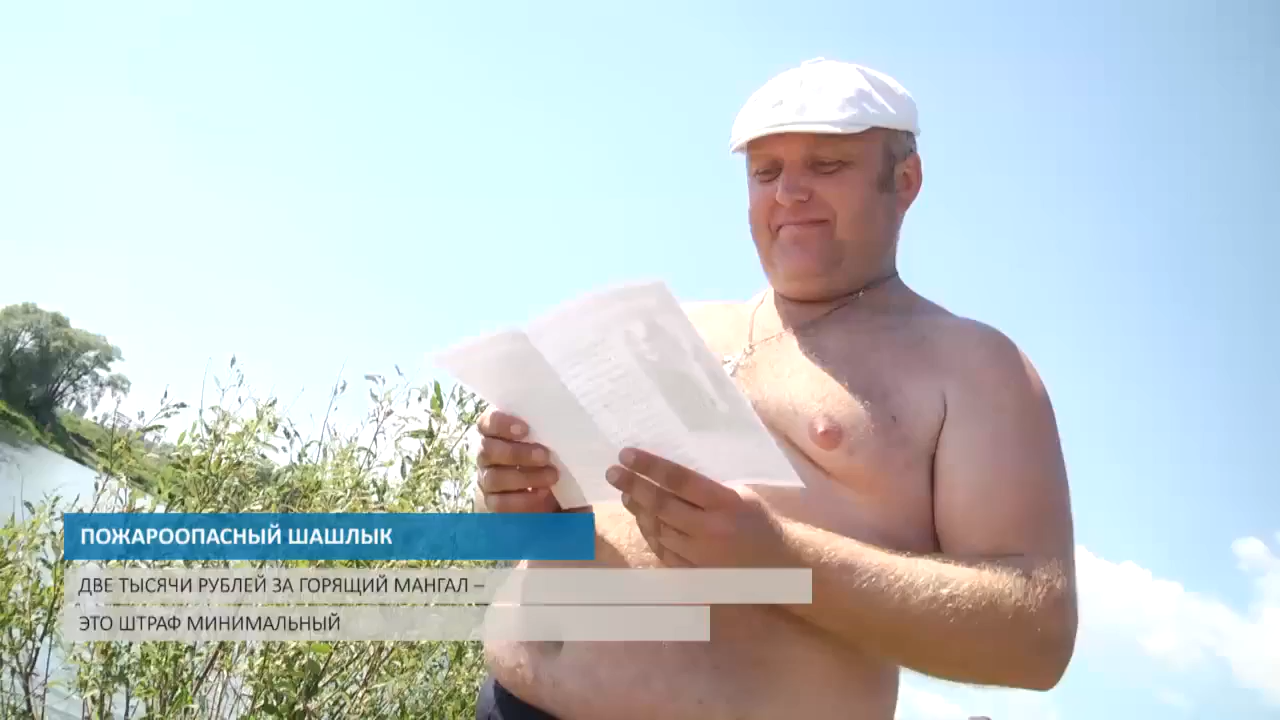 ПОЖАРООПАСНЫЙ ШАШЛЫК
ДВЕ ТЫСЯЧИ РУБЛЕЙ ЗА ГОРЯЩИЙ МАНГАЛ –
ЭТО ШТРАФ МИНИМАЛЬНЫЙ